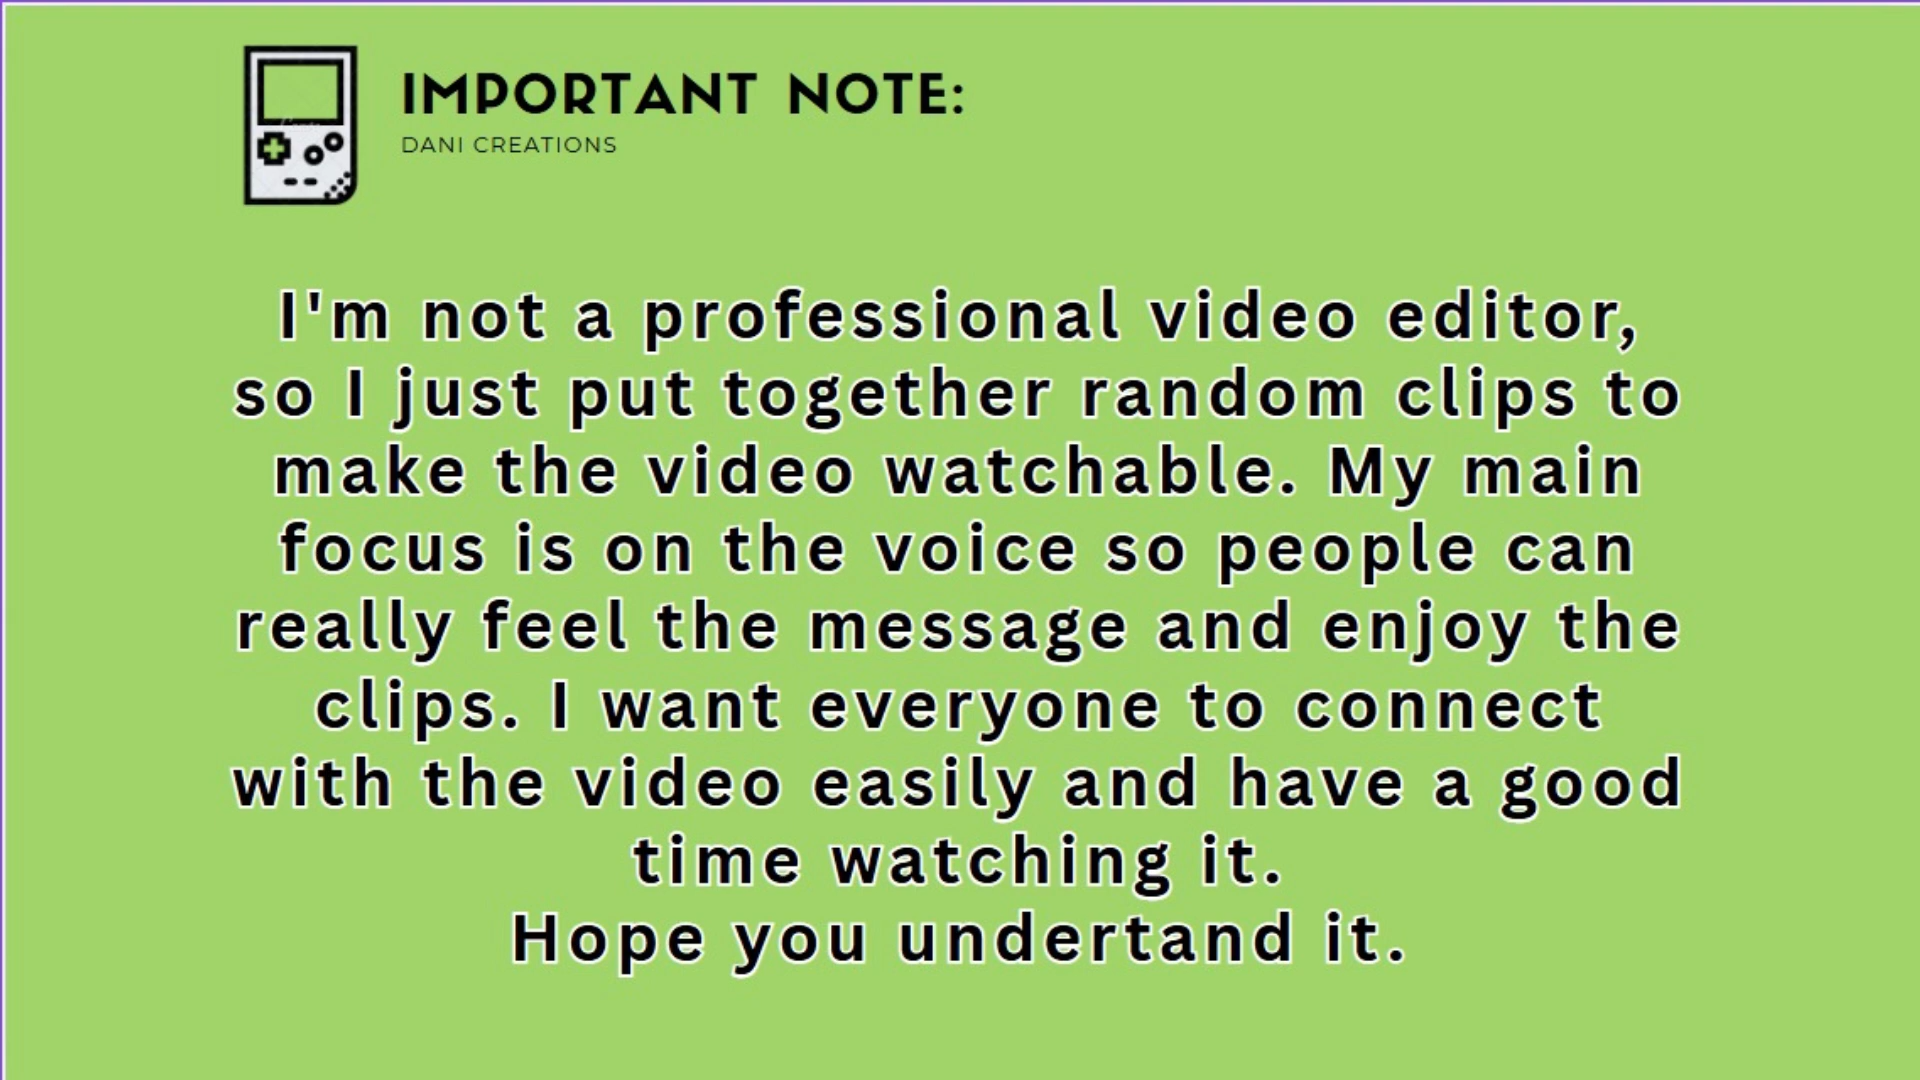 IMPORTANT NOTE:
DANI CREATIONS
I'm not a professional video editor,
so I just put together random clips to
make the video watchable. My main
focus is on the voice so people can
really feel the message and enjoy the
clips. I want everyone to connect
with the video easily and have a good
time watching it.
Hope you undertand it.